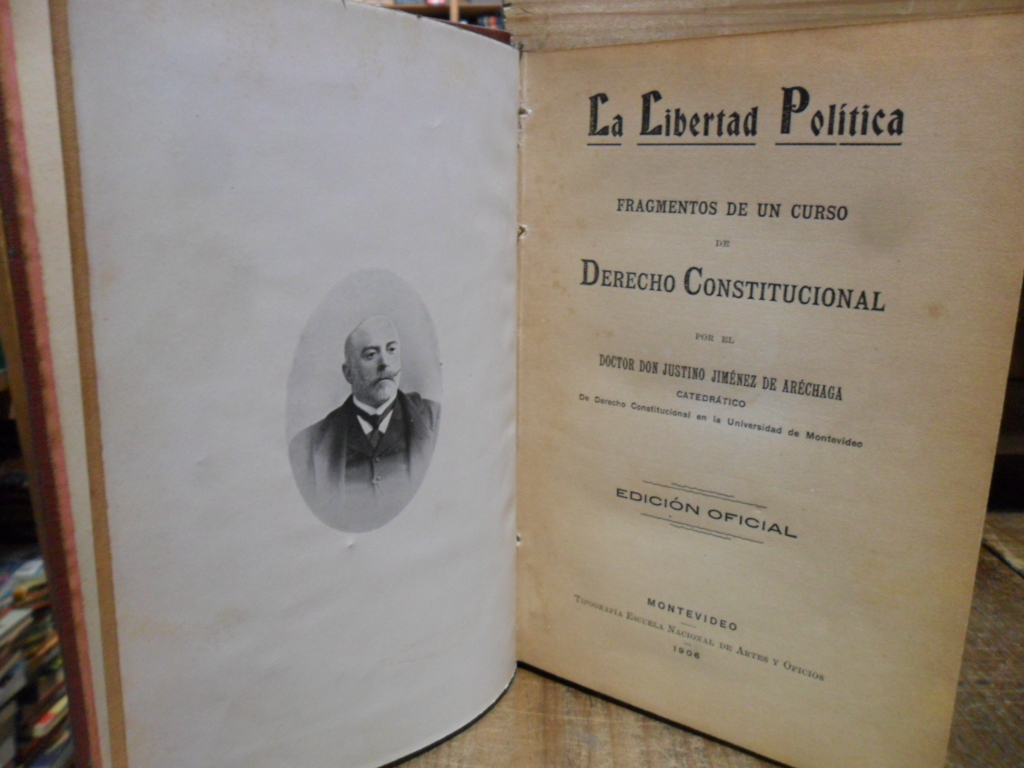 La Libertad Política
FRAGMENTOS DE UN CURSO
DE
DERECHO CONSTITUCIONAL
POR EL
DOCTOR DON JUSTINO JIMÉNEZ DE ARÉCHAGA
CATEDRÁTICO
De Derecho Constitucional en la Universidad de Montevideo
EDICIÓN OFICIAL
MONTEVIDEO
TIPOGRAFÍA ESCUELA NACIONAL DE ARTES Y OFICIOS
1906